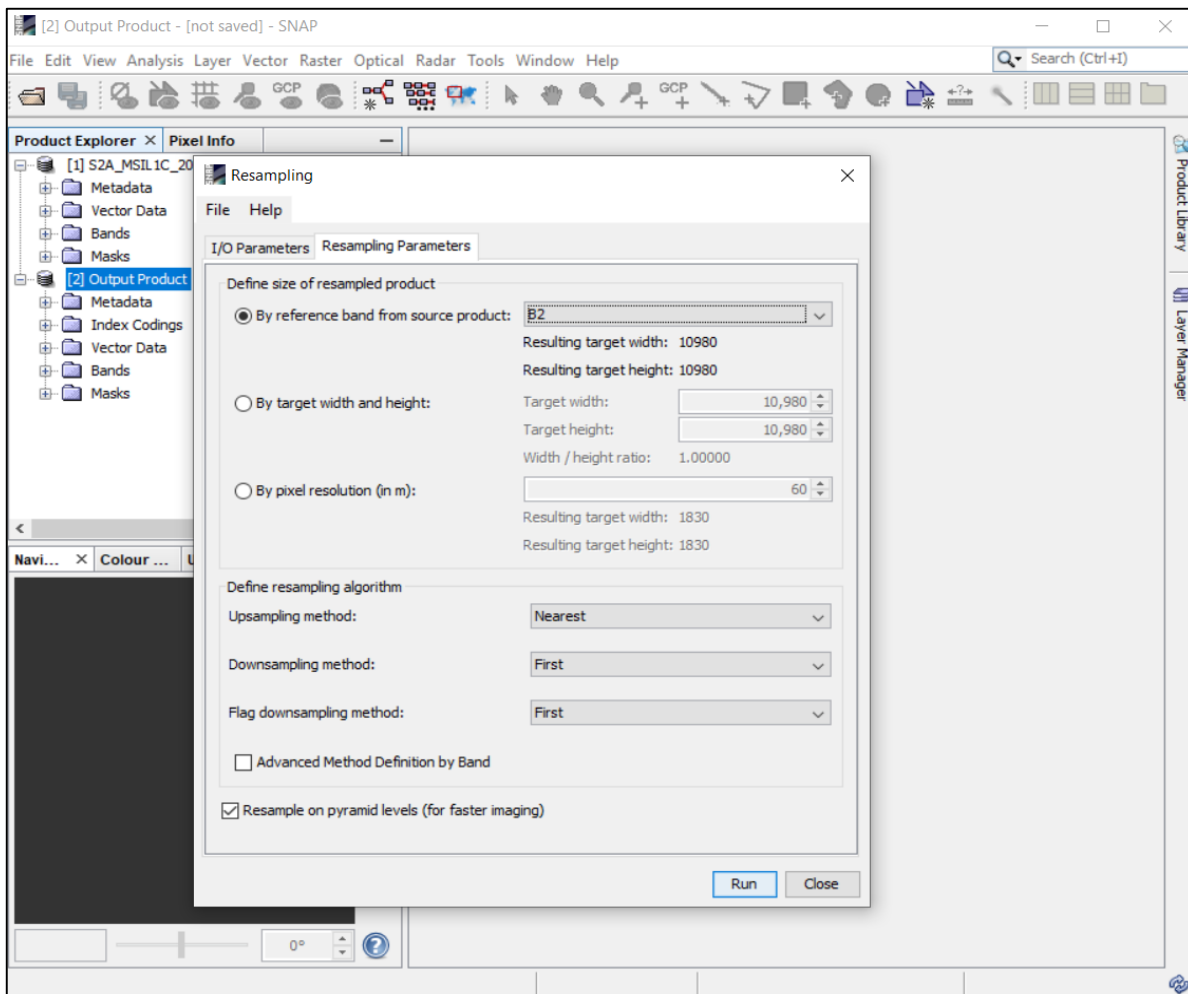 [2] Output Product - [not saved] - SNAP
File Edit View Analysis Layer Vector Raster Optical Radar Tools Window Help
Search (Ctrl+I)
GCP
GCP
Product Explorer
Pixel Info
[1] S2A_MSIL1C_20
Metadata
Vector Data
Bands
Masks
[2] Output Product
Metadata
Index Codings
Vector Data
Bands
Masks
Product Library
Layer Manager
Navi...
Colour ...
0°
Resampling
File Help
I/O Parameters
Resampling Parameters
Define size of resampled product
By reference band from source product: B2
Resulting target width: 10980
Resulting target height: 10980
By target width and height:
Target width: 10,980
Target height: 10,980
Width / height ratio: 1.00000
By pixel resolution (in m): 60
Resulting target width: 1830
Resulting target height: 1830
Define resampling algorithm
Upsampling method: Nearest
Downsampling method: First
Flag downsampling method: First
Advanced Method Definition by Band
Resample on pyramid levels (for faster imaging)
Run
Close